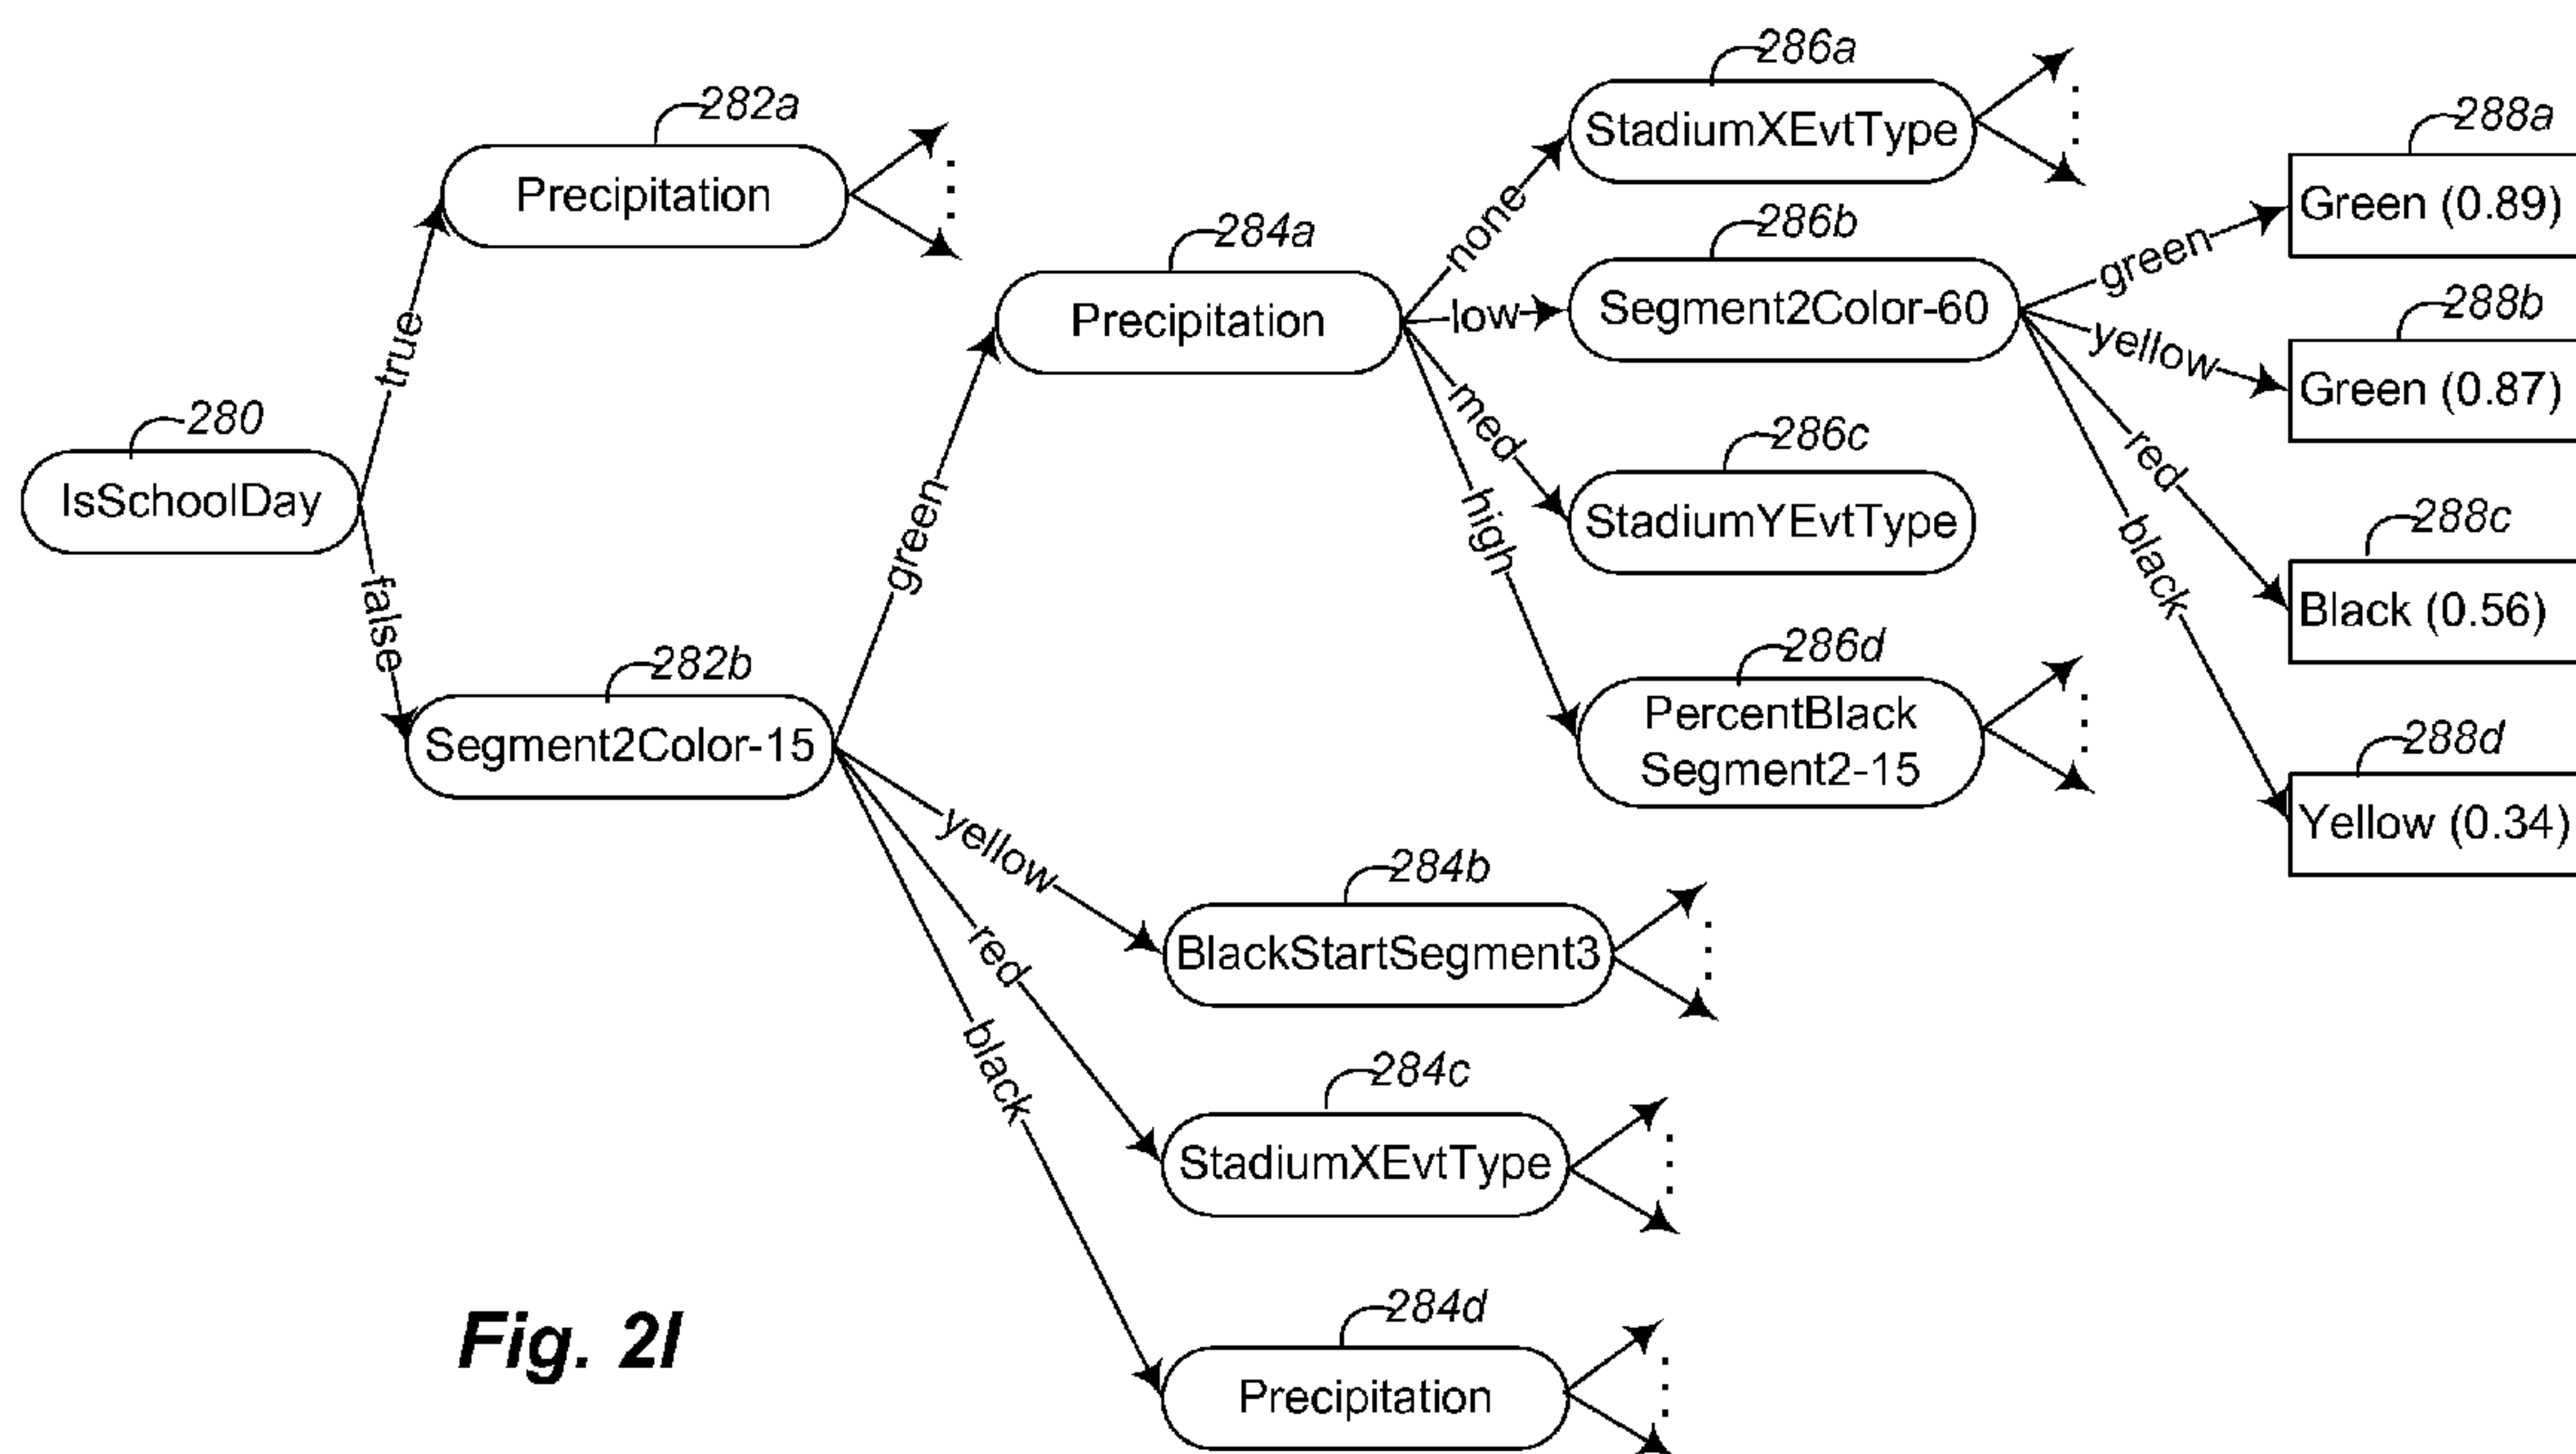 280
IsSchoolDay
true
false
282a
Precipitation
282b
Segment2Color-15
green
yellow
red
black
284a
Precipitation
none
low
med
high
284b
BlackStartSegment3
284c
StadiumXEvtType
284d
Precipitation
286a
StadiumXEvtType
286b
Segment2Color-60
286c
StadiumYEvtType
286d
PercentBlack
Segment2-15
green
yellow
red
black
288a
Green (0.89)
288b
Green (0.87)
288c
Black (0.56)
288d
Yellow (0.34)
Fig. 2I